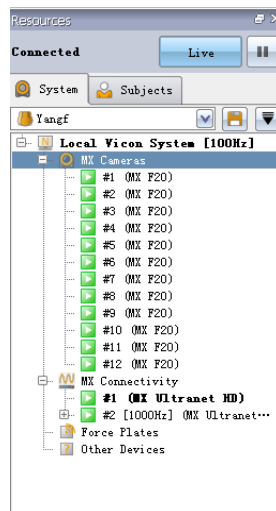 Resources
Connected Live
System Subjects
Yangf
Local Vicon System [100Hz]
MX Cameras
#1 (MX F20)
#2 (MX F20)
#3 (MX F20)
#4 (MX F20)
#5 (MX F20)
#6 (MX F20)
#7 (MX F20)
#8 (MX F20)
#9 (MX F20)
#10 (MX F20)
#11 (MX F20)
#12 (MX F20)
MX Connectivity
#1 (MX Ultranet HD)
#2 [1000Hz] (MX Ultranet···
Force Plates
Other Devices